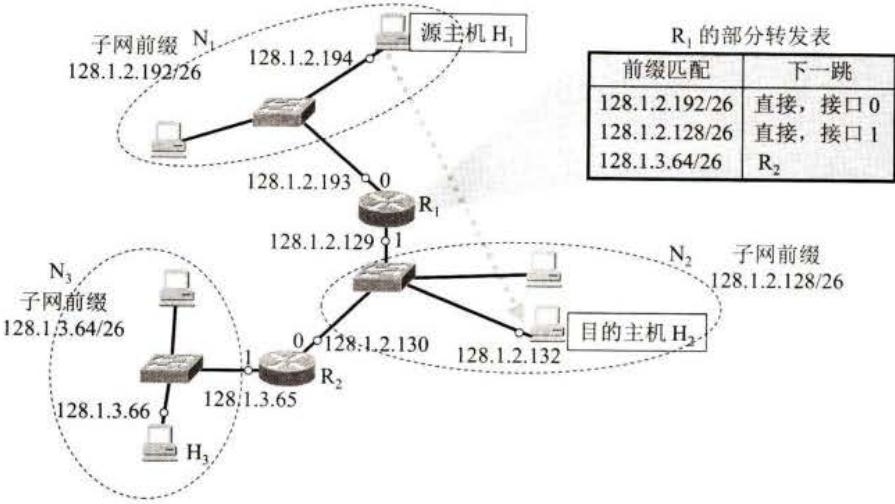 子网前缀
128.1.2.192/26
N₁
128.1.2.194
源主机 H₁
128.1.2.193
0
R₁
R₁ 的部分转发表
前缀匹配 下一跳
128.1.2.192/26 直接，接口 0
128.1.2.128/26 直接，接口 1
128.1.3.64/26 R₂
128.1.2.129
1
N₂
子网前缀
128.1.2.128/26
N₃
子网前缀
128.1.3.64/26
目的主机 H₂
128.1.2.132
0
128.1.2.130
R₂
1
128.1.3.65
128.1.3.66
H₃